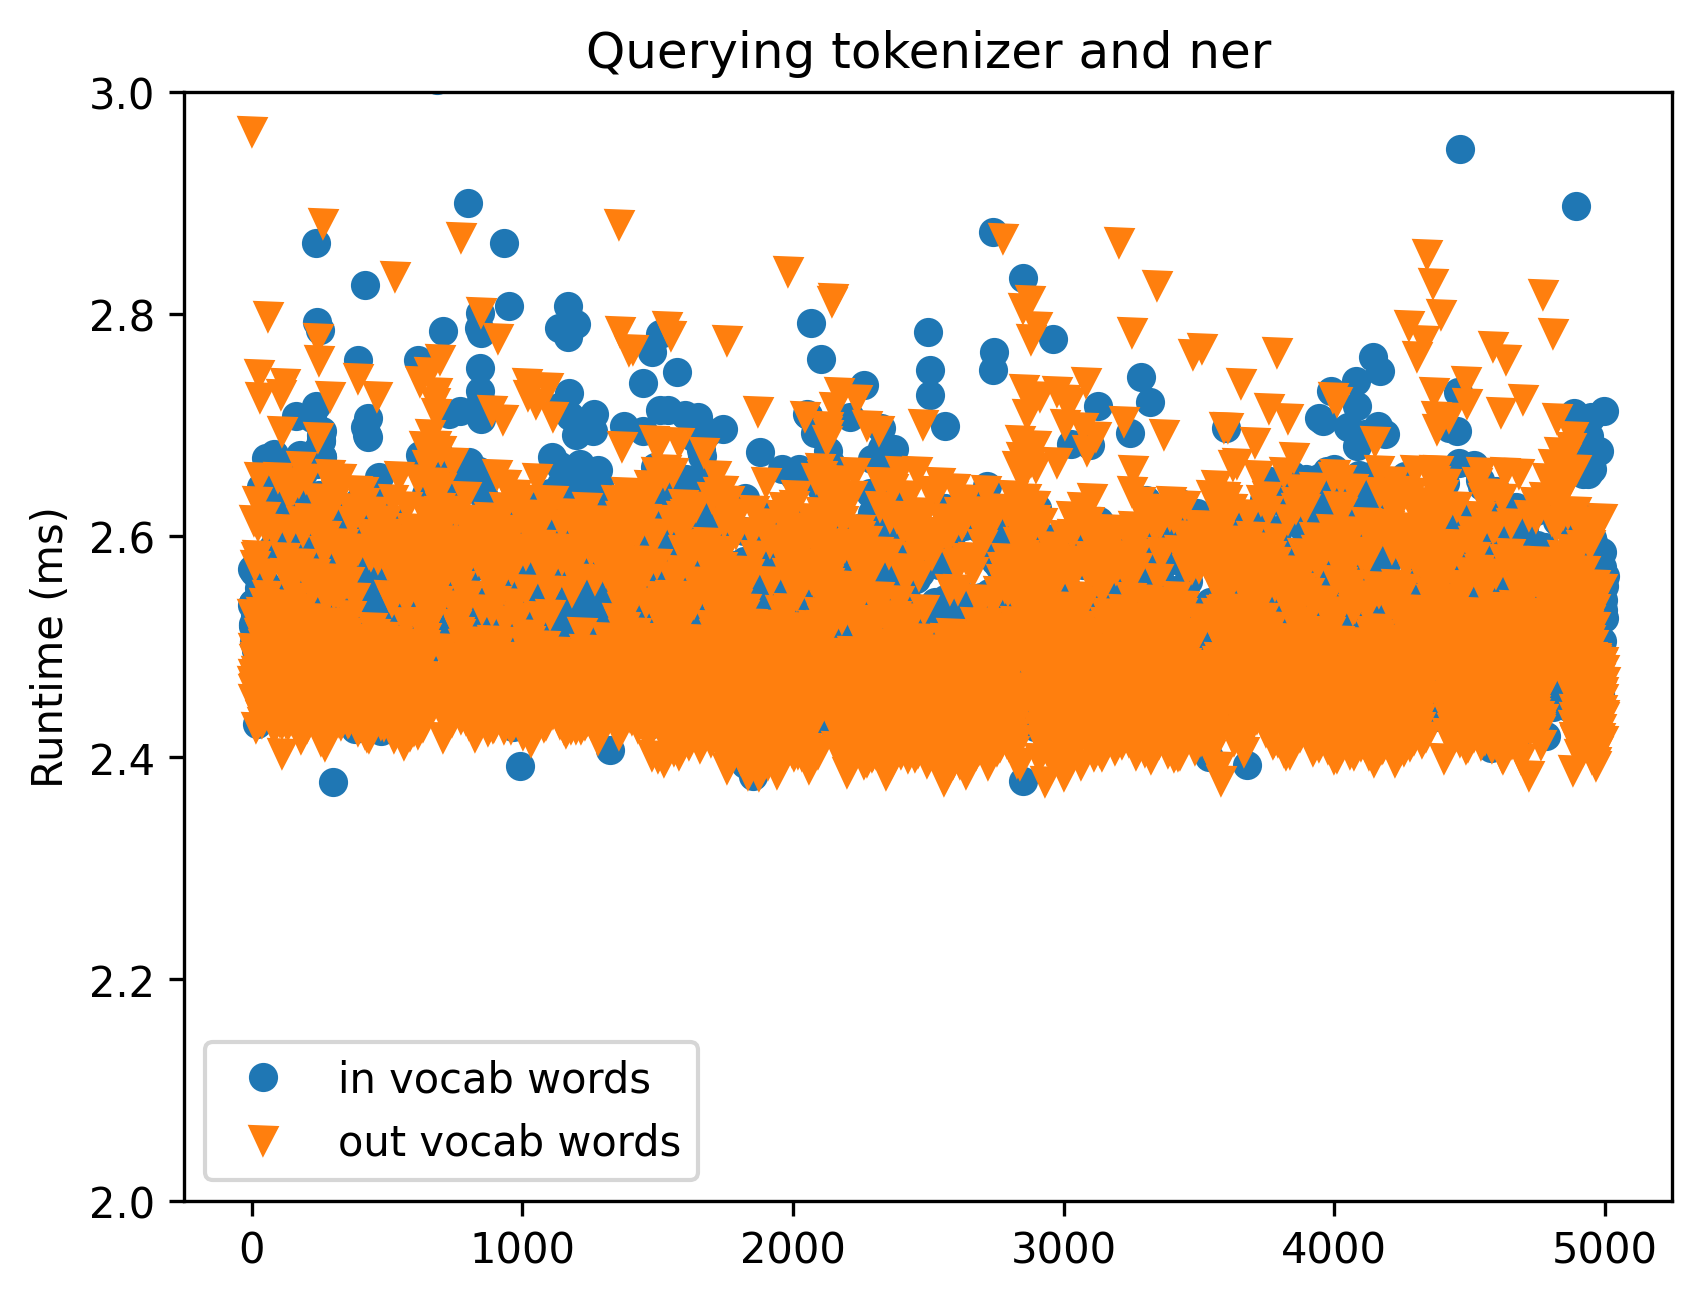 Querying tokenizer and ner
Runtime (ms)
3.0
2.8
2.6
2.4
2.2
2.0
in vocab words
out vocab words
0 1000 2000 3000 4000 5000